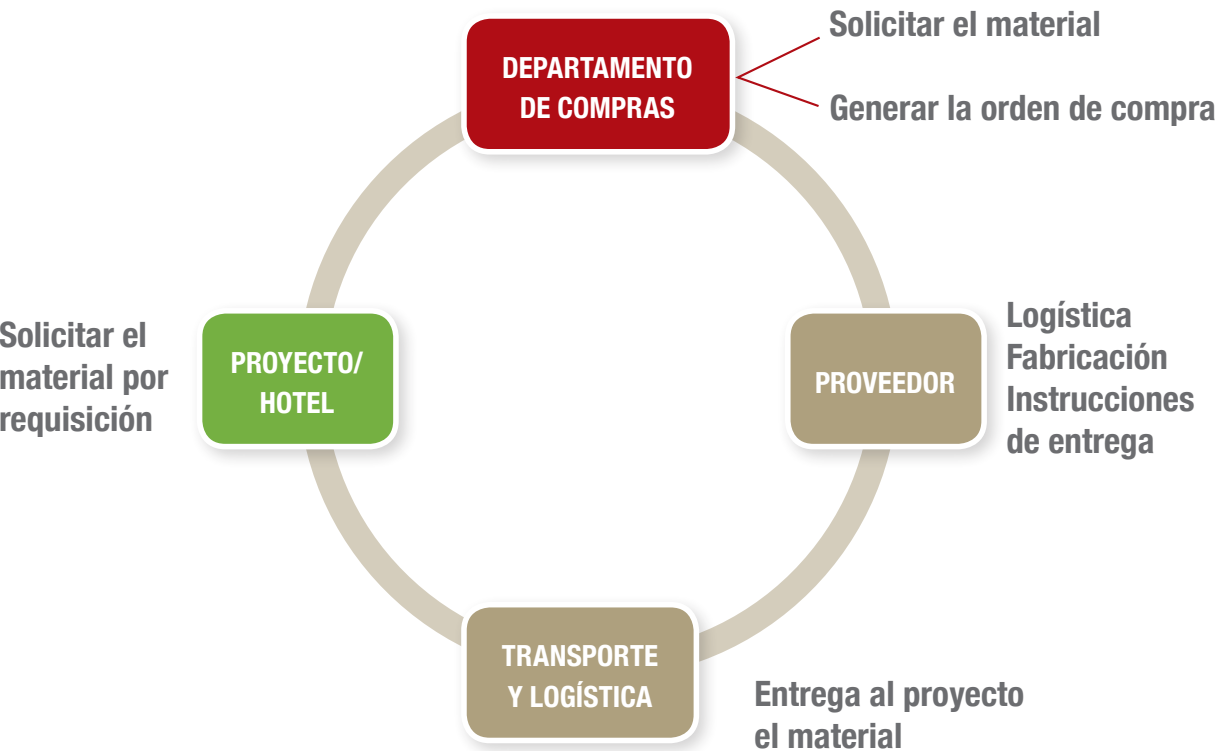 Solicitar el material
DEPARTAMENTO
DE COMPRAS
Generar la orden de compra
Solicitar el
material por
requisición
PROYECTO/
HOTEL
PROVEEDOR
Logística
Fabricación
Instrucciones
de entrega
TRANSPORTE
Y LOGÍSTICA
Entrega al proyecto
el material